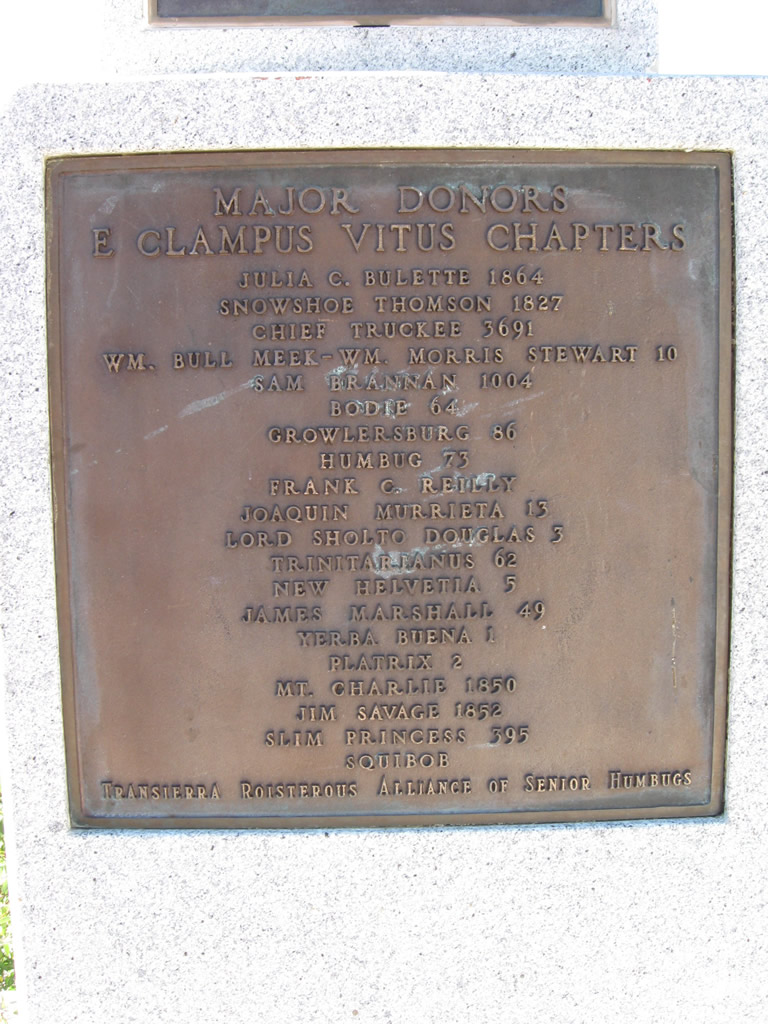 MAJOR DONORS
E CLAMPUS VITUS CHAPTERS
JULIA C. BULETTE 1864
SNOWSHOE THOMSON 1827
CHIEF TRUCKEE 3691
WM. BULL MEEK-WM. MORRIS STEWART 10
SAM BRANNAN 1004
BODIE 64
GROWLERSBURG 86
HUMBUG 73
FRANK C. REILLY
JOAQUIN MURRIETA 13
LORD SHOLTO DOUGLAS 3
TRINITARIANUS 62
NEW HELVETIA 5
JAMES MARSHALL 49
YERBA BUENA 1
PLATRIX 2
MT. CHARLIE 1850
JIM SAVAGE 1852
SLIM PRINCESS 395
SQUIBOB
TRANSIERRA ROISTEROUS ALLIANCE OF SENIOR HUMBUGS